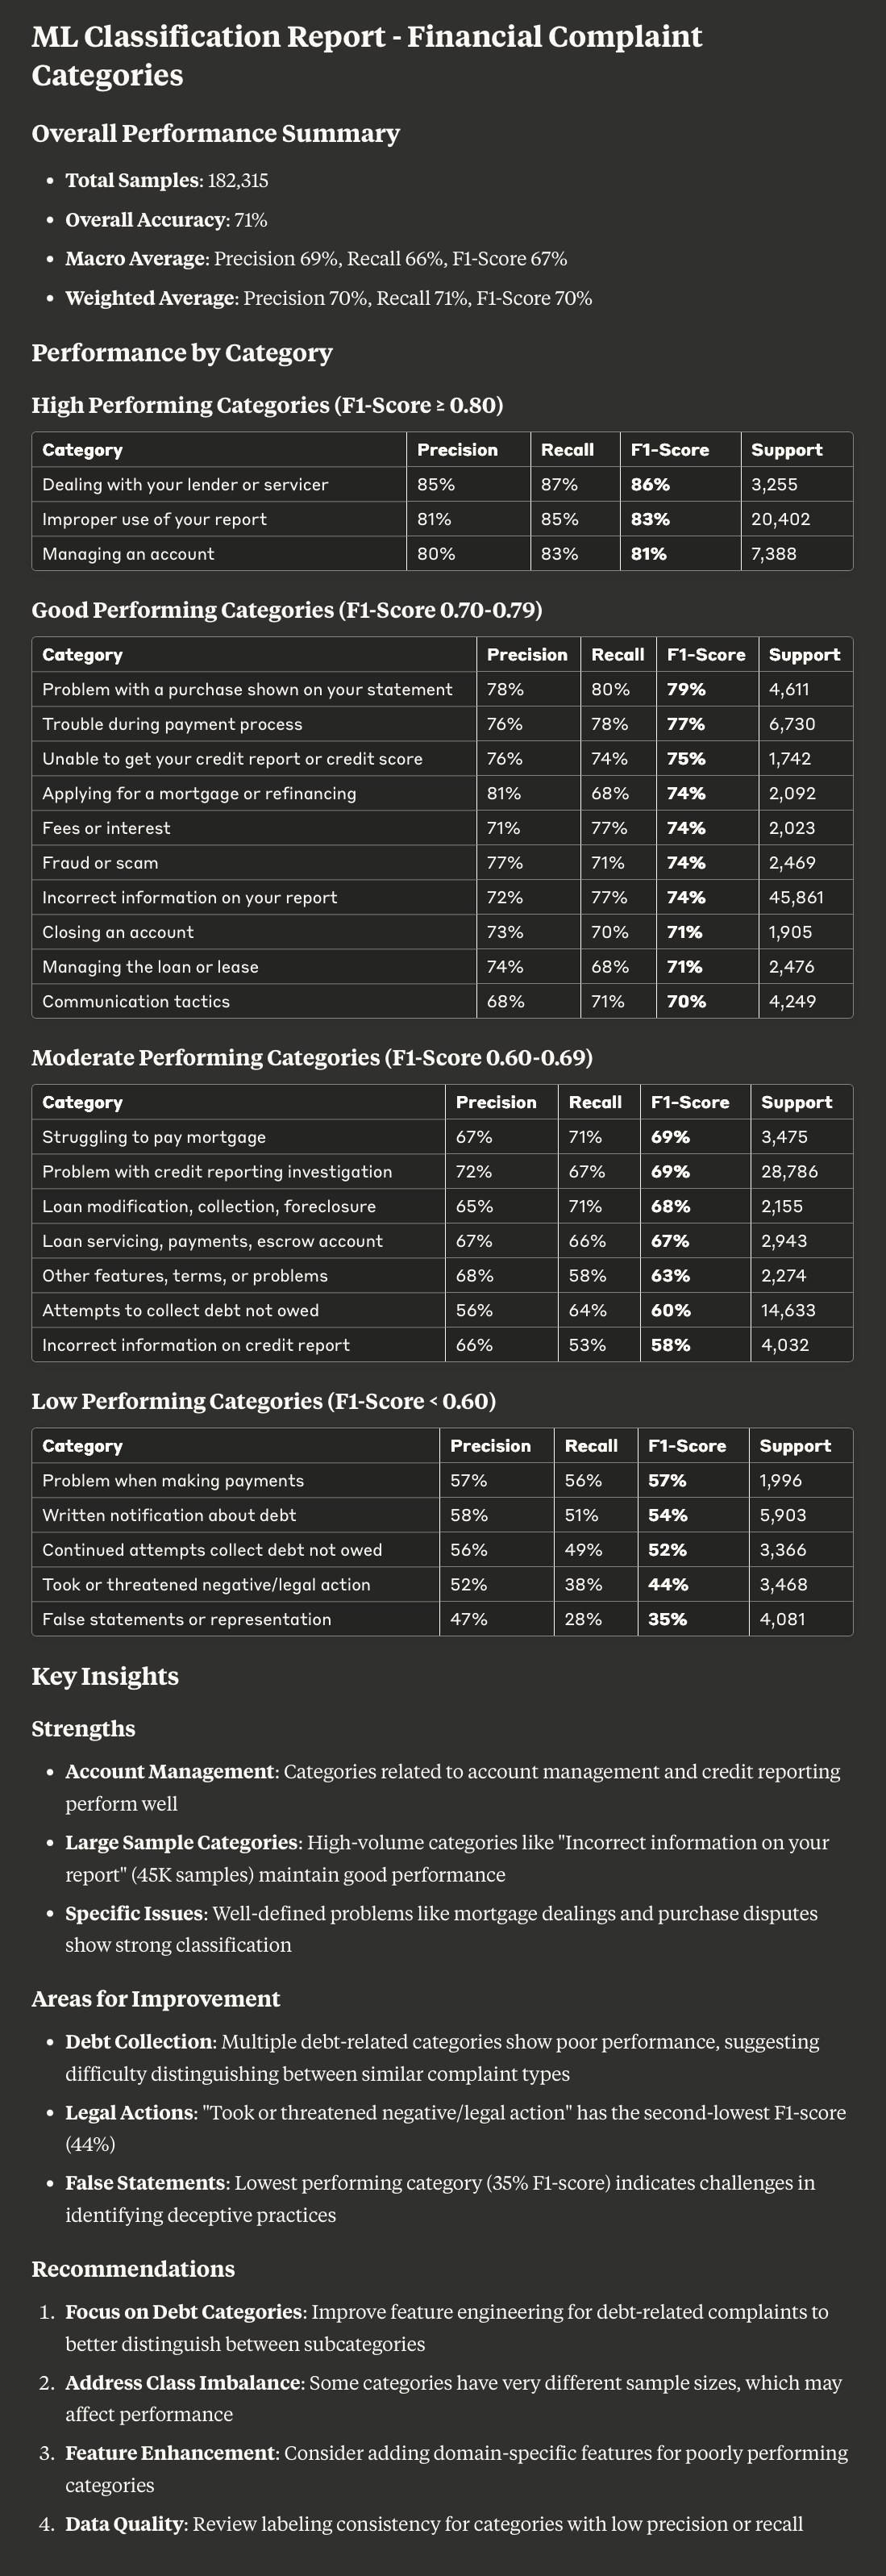 ML Classification Report - Financial Complaint
Categories
Overall Performance Summary
• Total Samples: 182,315
• Overall Accuracy: 71%
• Macro Average: Precision 69%, Recall 66%, F1-Score 67%
• Weighted Average: Precision 70%, Recall 71%, F1-Score 70%
Performance by Category
High Performing Categories (F1-Score ≥ 0.80)
Category Precision Recall F1-Score Support
Dealing with your lender or servicer 85% 87% 86% 3,255
Improper use of your report 81% 85% 83% 20,402
Managing an account 80% 83% 81% 7,388
Good Performing Categories (F1-Score 0.70-0.79)
Category Precision Recall F1-Score Support
Problem with a purchase shown on your statement 78% 80% 79% 4,611
Trouble during payment process 76% 78% 77% 6,730
Unable to get your credit report or credit score 76% 74% 75% 1,742
Applying for a mortgage or refinancing 81% 68% 74% 2,092
Fees or interest 71% 77% 74% 2,023
Fraud or scam 77% 71% 74% 2,469
Incorrect information on your report 72% 77% 74% 45,861
Closing an account 73% 70% 71% 1,905
Managing the loan or lease 74% 68% 71% 2,476
Communication tactics 68% 71% 70% 4,249
Moderate Performing Categories (F1-Score 0.60-0.69)
Category Precision Recall F1-Score Support
Struggling to pay mortgage 67% 71% 69% 3,475
Problem with credit reporting investigation 72% 67% 69% 28,786
Loan modification, collection, foreclosure 65% 71% 68% 2,155
Loan servicing, payments, escrow account 67% 66% 67% 2,943
Other features, terms, or problems 68% 58% 63% 2,274
Attempts to collect debt not owed 56% 64% 60% 14,633
Incorrect information on credit report 66% 53% 58% 4,032
Low Performing Categories (F1-Score < 0.60)
Category Precision Recall F1-Score Support
Problem when making payments 57% 56% 57% 1,996
Written notification about debt 58% 51% 54% 5,903
Continued attempts collect debt not owed 56% 49% 52% 3,366
Took or threatened negative/legal action 52% 38% 44% 3,468
False statements or representation 47% 28% 35% 4,081
Key Insights
Strengths
• Account Management: Categories related to account management and credit reporting
perform well
• Large Sample Categories: High-volume categories like "Incorrect information on your
report" (45K samples) maintain good performance
• Specific Issues: Well-defined problems like mortgage dealings and purchase disputes
show strong classification
Areas for Improvement
• Debt Collection: Multiple debt-related categories show poor performance, suggesting
difficulty distinguishing between similar complaint types
• Legal Actions: "Took or threatened negative/legal action" has the second-lowest F1-score
(44%)
• False Statements: Lowest performing category (35% F1-score) indicates challenges in
identifying deceptive practices
Recommendations
1. Focus on Debt Categories: Improve feature engineering for debt-related complaints to
better distinguish between subcategories
2. Address Class Imbalance: Some categories have very different sample sizes, which may
affect performance
3. Feature Enhancement: Consider adding domain-specific features for poorly performing
categories
4. Data Quality: Review labeling consistency for categories with low precision or recall